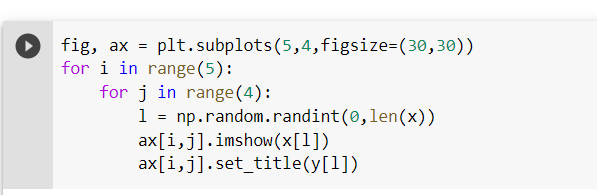 fig, ax = plt.subplots(5,4,figsize=(30,30))
for i in range(5):
    for j in range(4):
        l = np.random.randint(0,len(x))
        ax[i,j].imshow(x[l])
        ax[i,j].set_title(y[l])